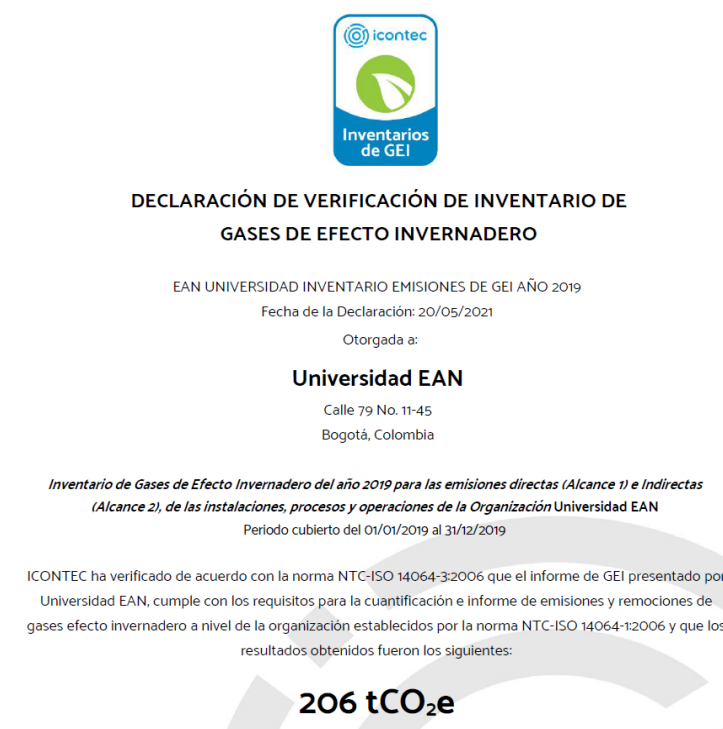 icontec
Inventarios
de GEI
DECLARACIÓN DE VERIFICACIÓN DE INVENTARIO DE
GASES DE EFECTO INVERNADERO
EAN UNIVERSIDAD INVENTARIO EMISIONES DE GEI AÑO 2019
Fecha de la Declaración: 20/05/2021
Otorgada a:
Universidad EAN
Calle 79 No. 11-45
Bogotá, Colombia
Inventario de Gases de Efecto Invernadero del año 2019 para las emisiones directas (Alcance 1) e Indirectas
(Alcance 2), de las instalaciones, procesos y operaciones de la Organización Universidad EAN
Periodo cubierto del 01/01/2019 al 31/12/2019
ICONTEC ha verificado de acuerdo con la norma NTC-ISO 14064-3:2006 que el informe de GEI presentado por
Universidad EAN, cumple con los requisitos para la cuantificación e informe de emisiones y remociones de
gases efecto invernadero a nivel de la organización establecidos por la norma NTC-ISO 14064-1:2006 y que los
resultados obtenidos fueron los siguientes:
206 tCO₂e